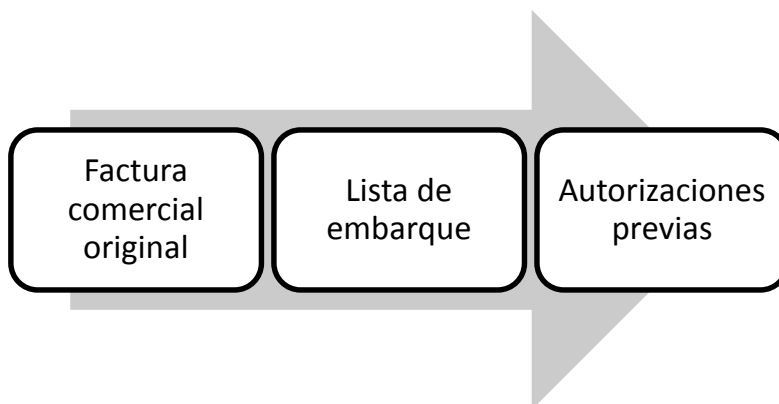 Factura
comercial
original
Lista de
embarque
Autorizaciones
previas